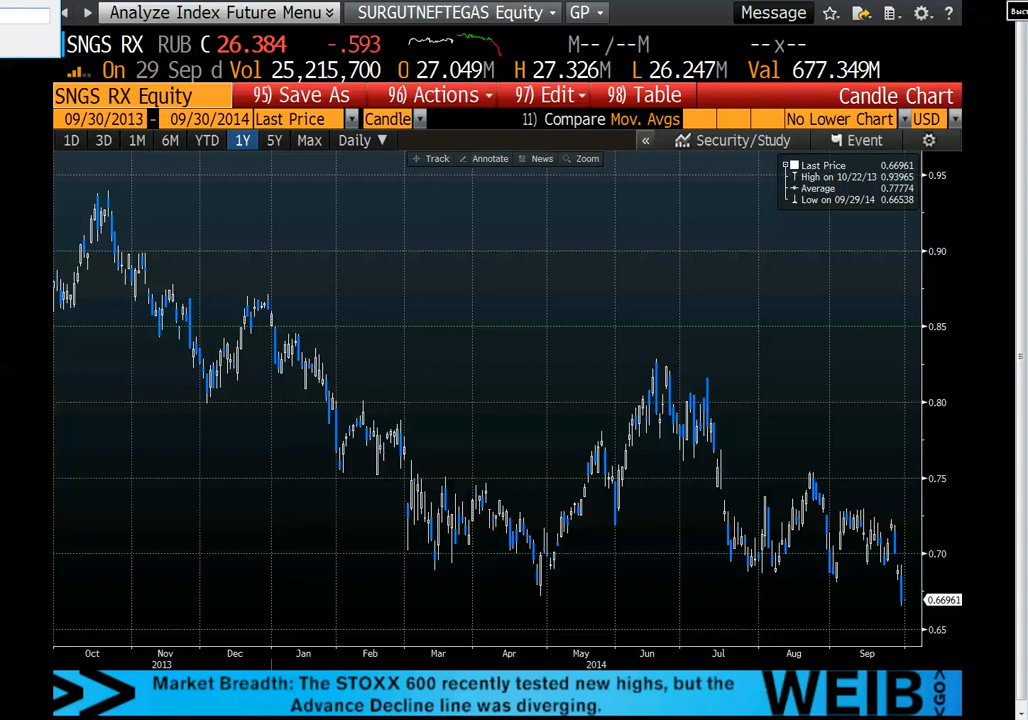 Выст
Analyze Index Future Menu SURGUTNEFTEGAS Equity GP Message ?
SNGS RX RUB C 26.384 -.593 M-- / --M -- x --
On 29 Sep d Vol 25,215,700 O 27.049M H 27.326M L 26.247M Val 677.349M
SNGS RX Equity 95) Save As 96) Actions 97) Edit 98) Table Candle Chart
09/30/2013 - 09/30/2014 Last Price Candle 11) Compare Mov. Avgs No Lower Chart USD
1D 3D 1M 6M YTD 1Y 5Y Max Daily ▼ « Security/Study Event
Track Annotate News Zoom
Last Price 0.66961
High on 10/22/13 0.93965
Average 0.77774
Low on 09/29/14 0.66538
0.95
0.90
0.85
0.80
0.75
0.70
0.66961
0.65
Oct Nov Dec Jan Feb Mar Apr May Jun Jul Aug Sep
2013 2014
Market Breadth: The STOXX 600 recently tested new highs, but the
Advance Decline line was diverging.
WEIB <GO>